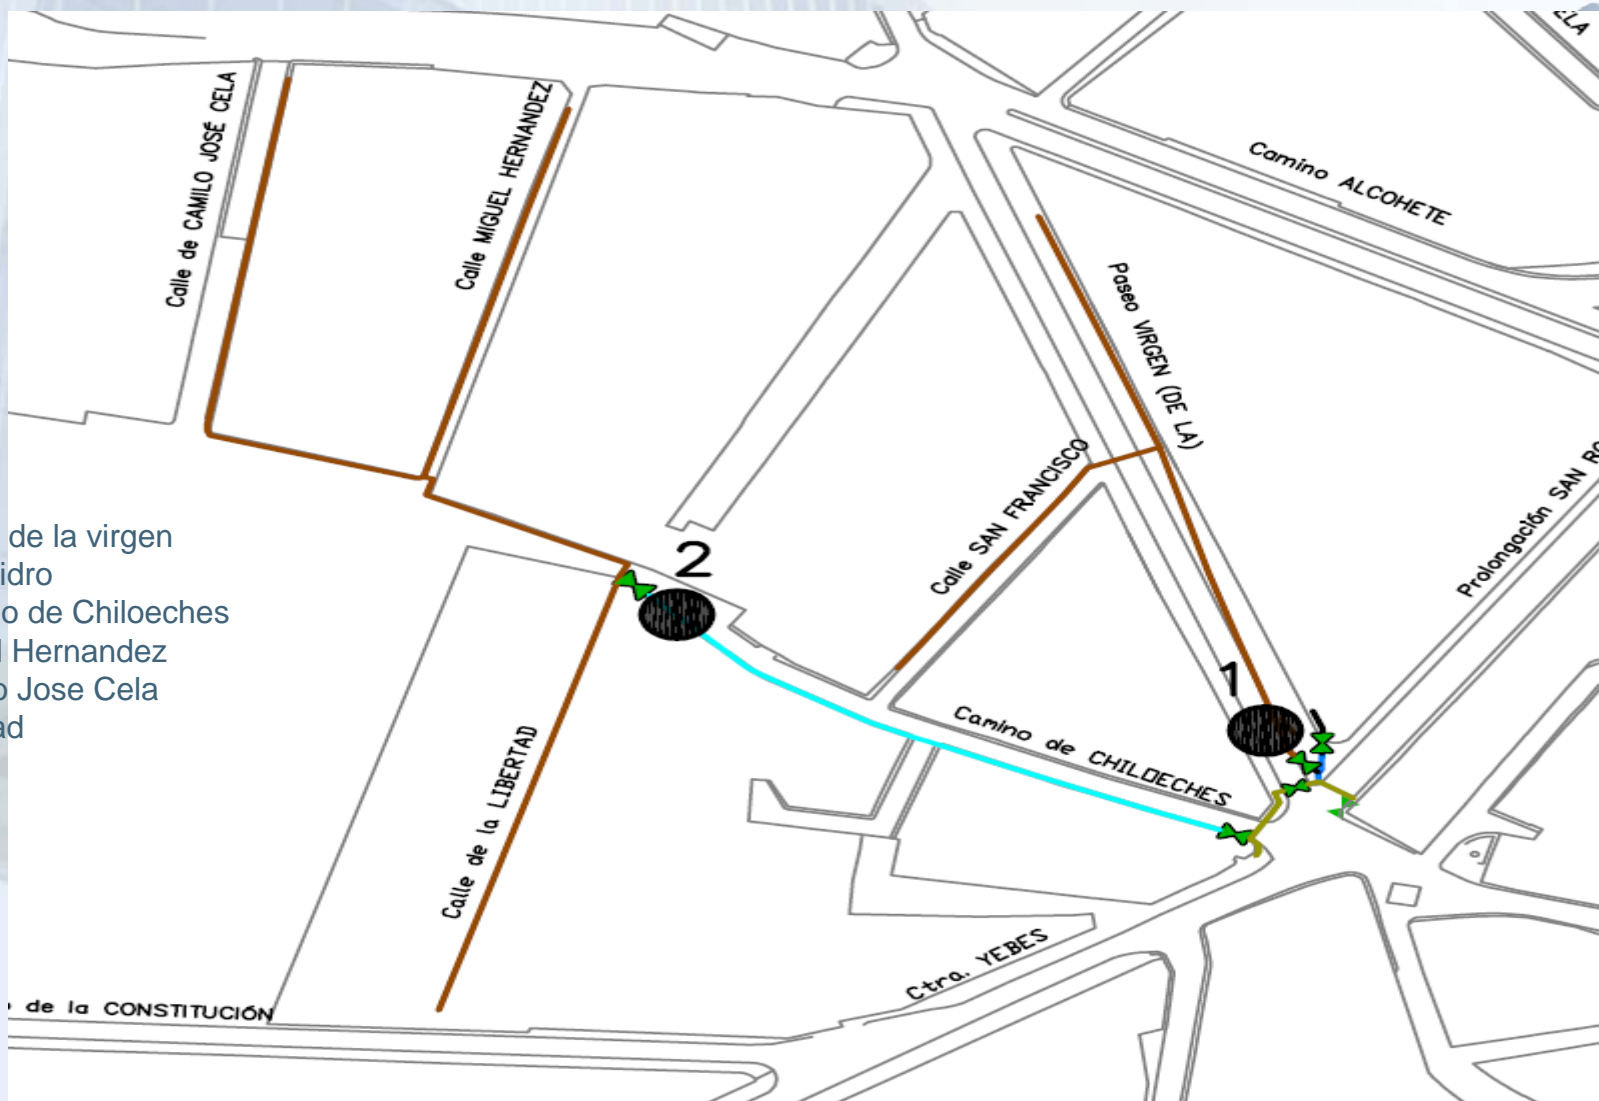 ELA
Calle de CAMILO JOSÉ CELA
Calle MIGUEL HERNANDEZ
Camino ALCOHETE
Paseo VIRGEN (DE LA)
Calle SAN FRANCISCO
Prolongación SAN RO
de la virgen
idro
o de Chiloeches
l Hernandez
o Jose Cela
ad
2
1
Camino de CHILOECHES
Calle de la LIBERTAD
Ctra. YEBES
de la CONSTITUCIÓN